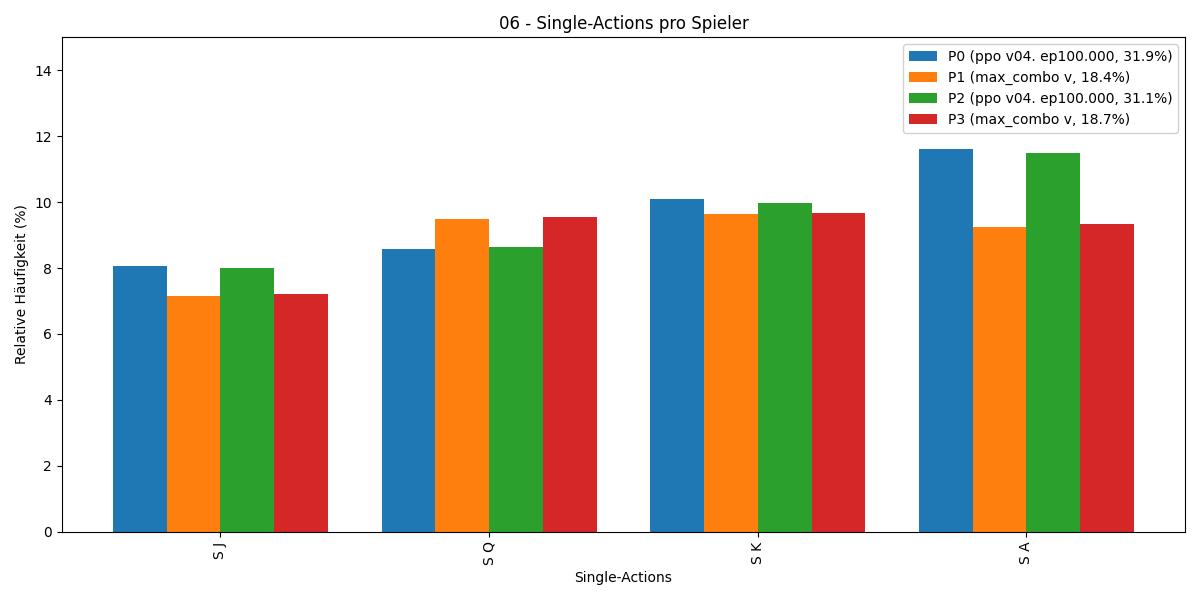 06 - Single-Actions pro Spieler
P0 (ppo v04. ep100.000, 31.9%)
P1 (max_combo v, 18.4%)
P2 (ppo v04. ep100.000, 31.1%)
P3 (max_combo v, 18.7%)
Relative Häufigkeit (%)
14
12
10
8
6
4
2
0
S J
S Q
S K
S A
Single-Actions